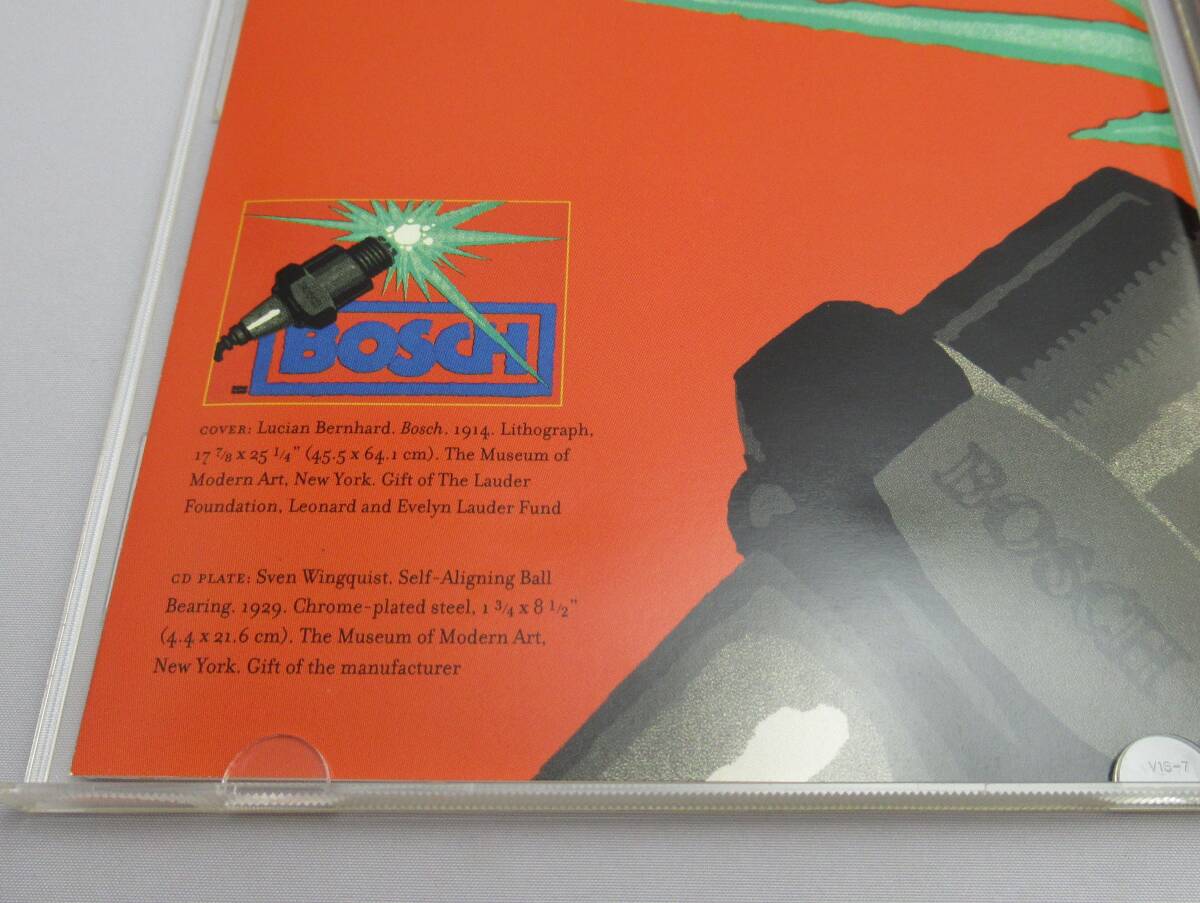 BOSCH
COVER: Lucian Bernhard. Bosch. 1914. Lithograph,
17 7/8 x 25 1/4" (45.5 x 64.1 cm). The Museum of
Modern Art, New York. Gift of The Lauder
Foundation, Leonard and Evelyn Lauder Fund
CD PLATE: Sven Wingquist. Self-Aligning Ball
Bearing. 1929. Chrome-plated steel, 1 3/4 x 8 1/2"
(4.4 x 21.6 cm). The Museum of Modern Art,
New York. Gift of the manufacturer
BOSCH
V16-7